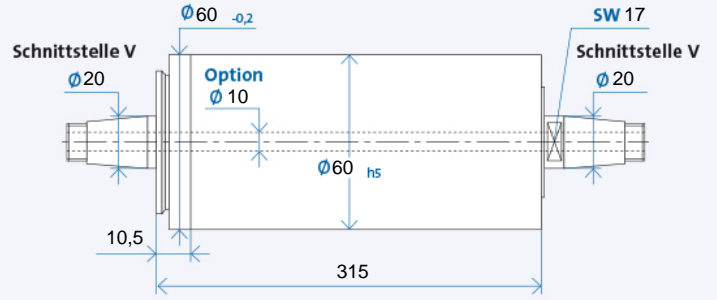 Ø60 -0,2
SW 17
Schnittstelle V
Schnittstelle V
Ø20
Option
Ø 10
Ø20
Ø60 h5
10,5
315